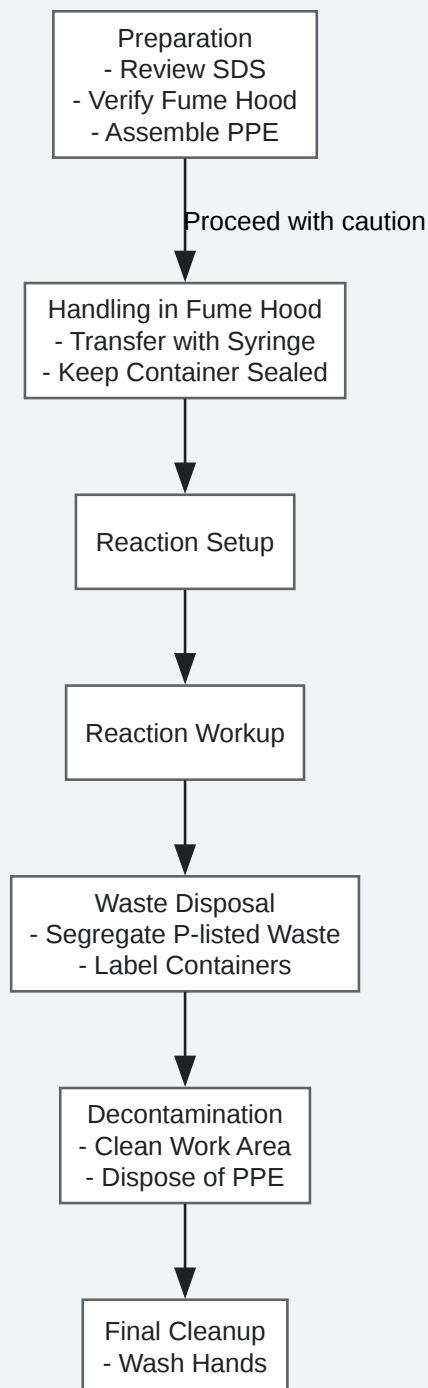 Preparation
- Review SDS
- Verify Fume Hood
- Assemble PPE
Proceed with caution
Handling in Fume Hood
- Transfer with Syringe
- Keep Container Sealed
Reaction Setup
Reaction Workup
Waste Disposal
- Segregate P-listed Waste
- Label Containers
Decontamination
- Clean Work Area
- Dispose of PPE
Final Cleanup
- Wash Hands